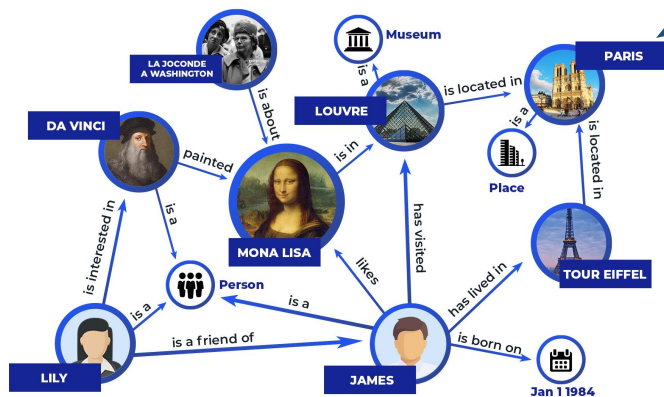 LA JOCONDE
A WASHINGTON
Museum
PARIS
is a
is located in
LOUVRE
DA VINCI
is about
is a
is located in
painted
is in
Place
is a
has visited
is interested in
MONA LISA
TOUR EIFFEL
Person
likes
has lived in
is a
is a
is a friend of
is born on
LILY
JAMES
Jan 1 1984